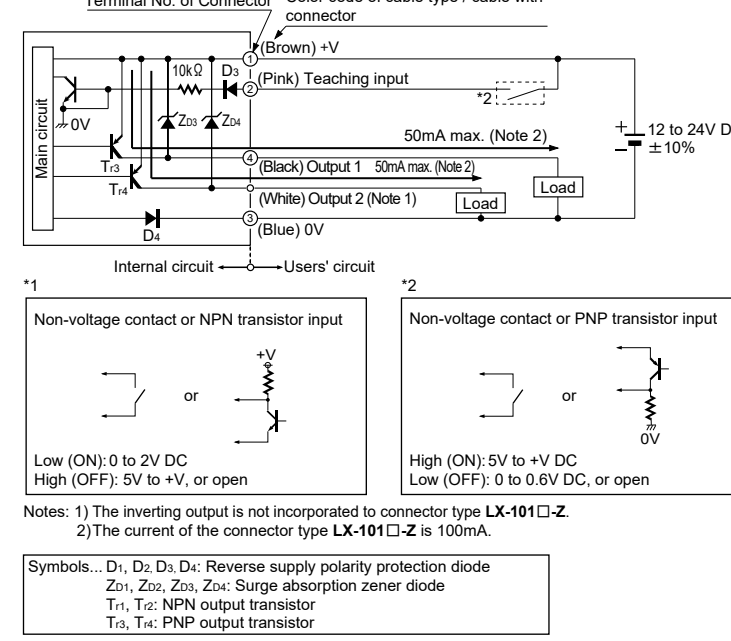 Terminal No. of Connector
Color code of cable type / cable with
connector
(Brown) +V
1
10kΩ
D3
2
(Pink) Teaching input
*2
0V
ZD3
ZD4
Main circuit
50mA max. (Note 2)
+
12 to 24V D
−
±10%
Tr3
4
(Black) Output 1
50mA max. (Note 2)
Load
Tr4
(White) Output 2 (Note 1)
Load
3
(Blue) 0V
D4
Internal circuit
Users' circuit
*1
Non-voltage contact or NPN transistor input
+V
or
Low (ON): 0 to 2V DC
High (OFF): 5V to +V, or open
*2
Non-voltage contact or PNP transistor input
or
0V
High (ON): 5V to +V DC
Low (OFF): 0 to 0.6V DC, or open
Notes: 1) The inverting output is not incorporated to connector type LX-101□-Z.
2) The current of the connector type LX-101□-Z is 100mA.
Symbols... D1, D2, D3, D4: Reverse supply polarity protection diode
ZD1, ZD2, ZD3, ZD4: Surge absorption zener diode
Tr1, Tr2: NPN output transistor
Tr3, Tr4: PNP output transistor